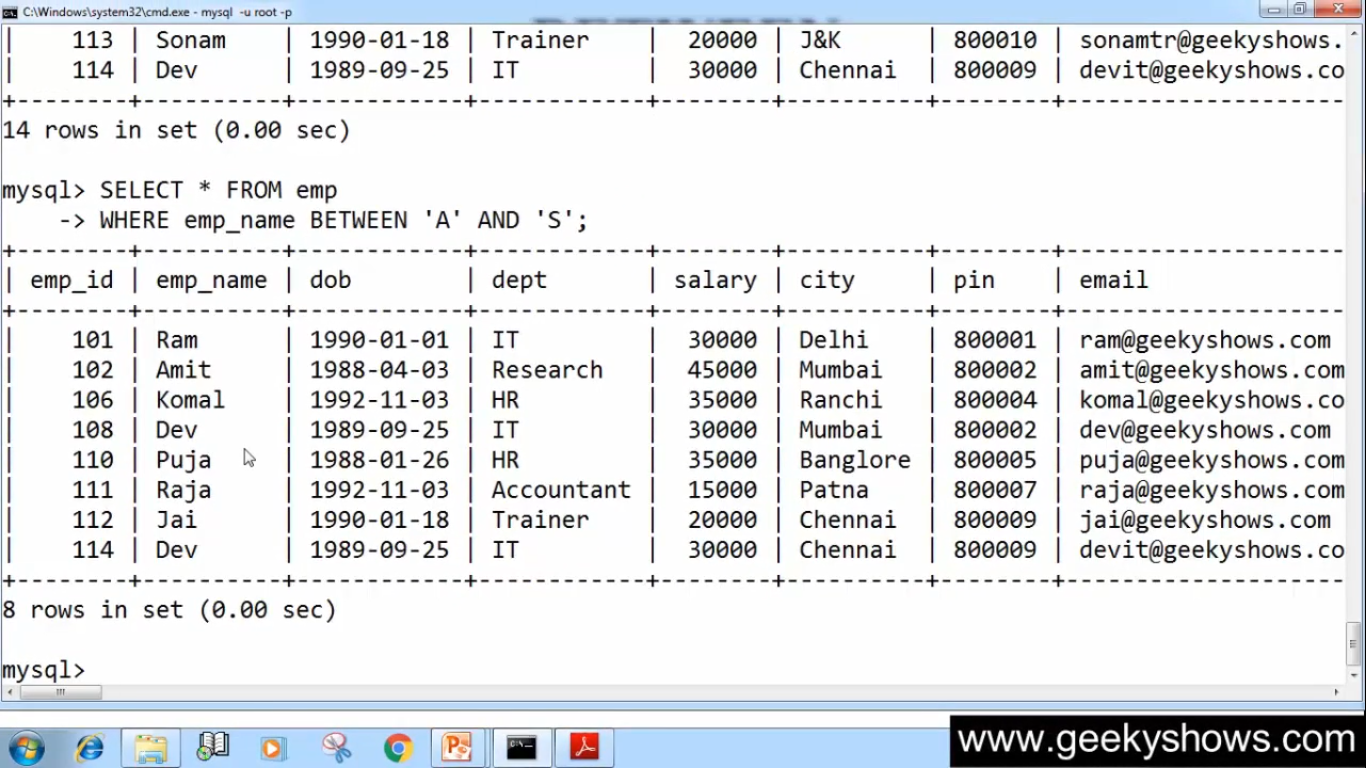 C:\Windows\system32\cmd.exe - mysql -u root -p
| 113 | Sonam | 1990-01-18 | Trainer | 20000 | J&K | 800010 | sonamtr@geekyshows.
| 114 | Dev | 1989-09-25 | IT | 30000 | Chennai | 800009 | devit@geekyshows.co
+--------+----------+------------+------------+--------+---------+--------+--------------------
14 rows in set (0.00 sec)
mysql> SELECT * FROM emp
-> WHERE emp_name BETWEEN 'A' AND 'S';
+--------+----------+------------+------------+--------+---------+--------+--------------------
| emp_id | emp_name | dob | dept | salary | city | pin | email
+--------+----------+------------+------------+--------+---------+--------+--------------------
| 101 | Ram | 1990-01-01 | IT | 30000 | Delhi | 800001 | ram@geekyshows.com
| 102 | Amit | 1988-04-03 | Research | 45000 | Mumbai | 800002 | amit@geekyshows.com
| 106 | Komal | 1992-11-03 | HR | 35000 | Ranchi | 800004 | komal@geekyshows.co
| 108 | Dev | 1989-09-25 | IT | 30000 | Mumbai | 800002 | dev@geekyshows.com
| 110 | Puja | 1988-01-26 | HR | 35000 | Banglore | 800005 | puja@geekyshows.com
| 111 | Raja | 1992-11-03 | Accountant | 15000 | Patna | 800007 | raja@geekyshows.com
| 112 | Jai | 1990-01-18 | Trainer | 20000 | Chennai | 800009 | jai@geekyshows.com
| 114 | Dev | 1989-09-25 | IT | 30000 | Chennai | 800009 | devit@geekyshows.co
+--------+----------+------------+------------+--------+---------+--------+--------------------
8 rows in set (0.00 sec)
mysql>
www.geekyshows.com